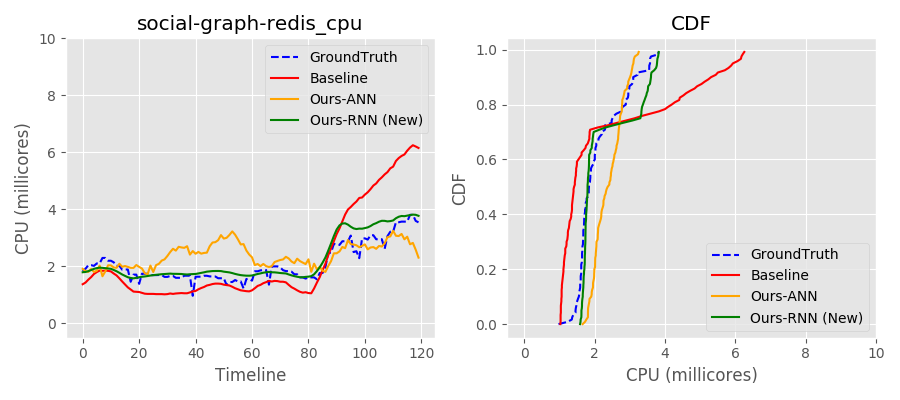 social-graph-redis_cpu
10
8
6
4
2
0
CPU (millicores)
0 20 40 60 80 100 120
Timeline
GroundTruth
Baseline
Ours-ANN
Ours-RNN (New)
CDF
1.0
0.8
0.6
0.4
0.2
0.0
CDF
0 2 4 6 8 10
CPU (millicores)
GroundTruth
Baseline
Ours-ANN
Ours-RNN (New)